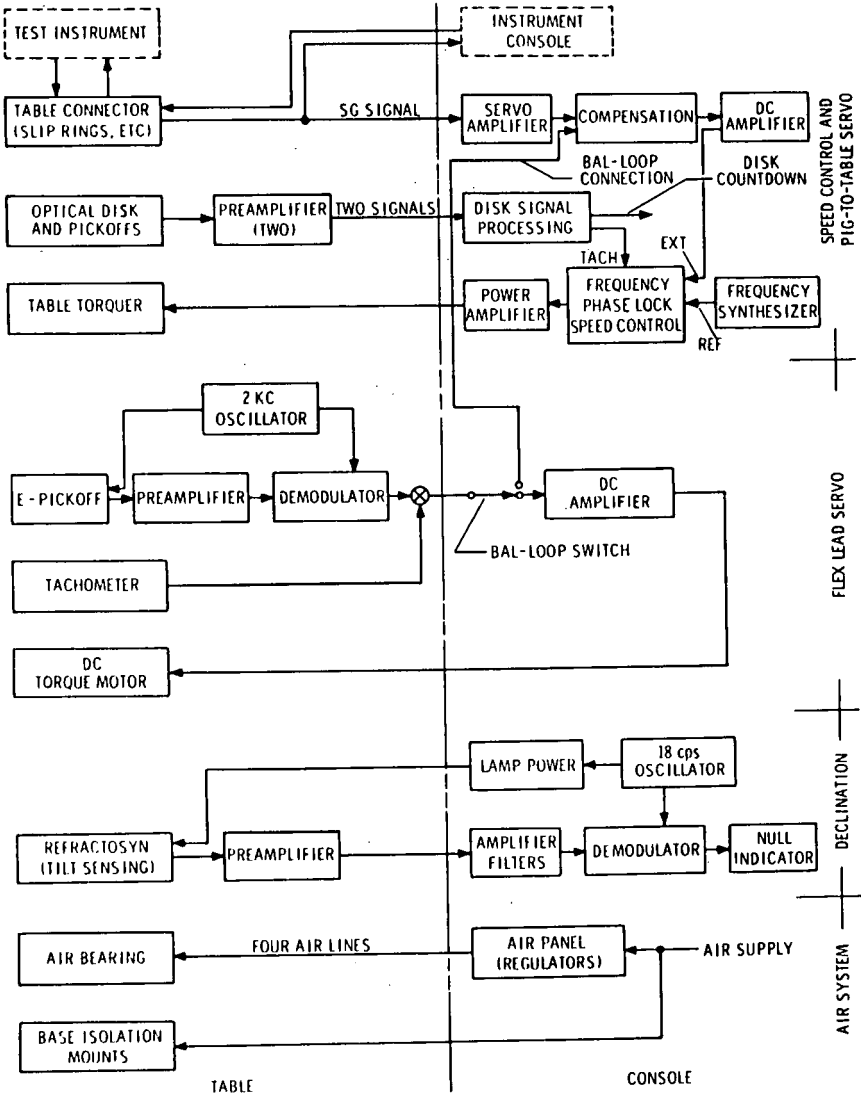 TEST INSTRUMENT
INSTRUMENT
CONSOLE
TABLE CONNECTOR
(SLIP RINGS, ETC)
SG SIGNAL
SERVO
AMPLIFIER
COMPENSATION
DC
AMPLIFIER
BAL-LOOP
CONNECTION
DISK
COUNTDOWN
OPTICAL DISK
AND PICKOFFS
PREAMPLIFIER
(TWO)
TWO SIGNALS
DISK SIGNAL
PROCESSING
TACH
EXT
TABLE TORQUER
POWER
AMPLIFIER
FREQUENCY
PHASE LOCK
SPEED CONTROL
FREQUENCY
SYNTHESIZER
REF
SPEED CONTROL AND
PIG-TO-TABLE SERVO
2 KC
OSCILLATOR
E-PICKOFF
PREAMPLIFIER
DEMODULATOR
DC
AMPLIFIER
BAL-LOOP SWITCH
TACHOMETER
DC
TORQUE MOTOR
FLEX LEAD SERVO
LAMP POWER
18 cps
OSCILLATOR
REFRACTOSYN
(TILT SENSING)
PREAMPLIFIER
AMPLIFIER
FILTERS
DEMODULATOR
NULL
INDICATOR
DECLINATION
AIR BEARING
FOUR AIR LINES
AIR PANEL
(REGULATORS)
AIR SUPPLY
BASE ISOLATION
MOUNTS
AIR SYSTEM
TABLE
CONSOLE